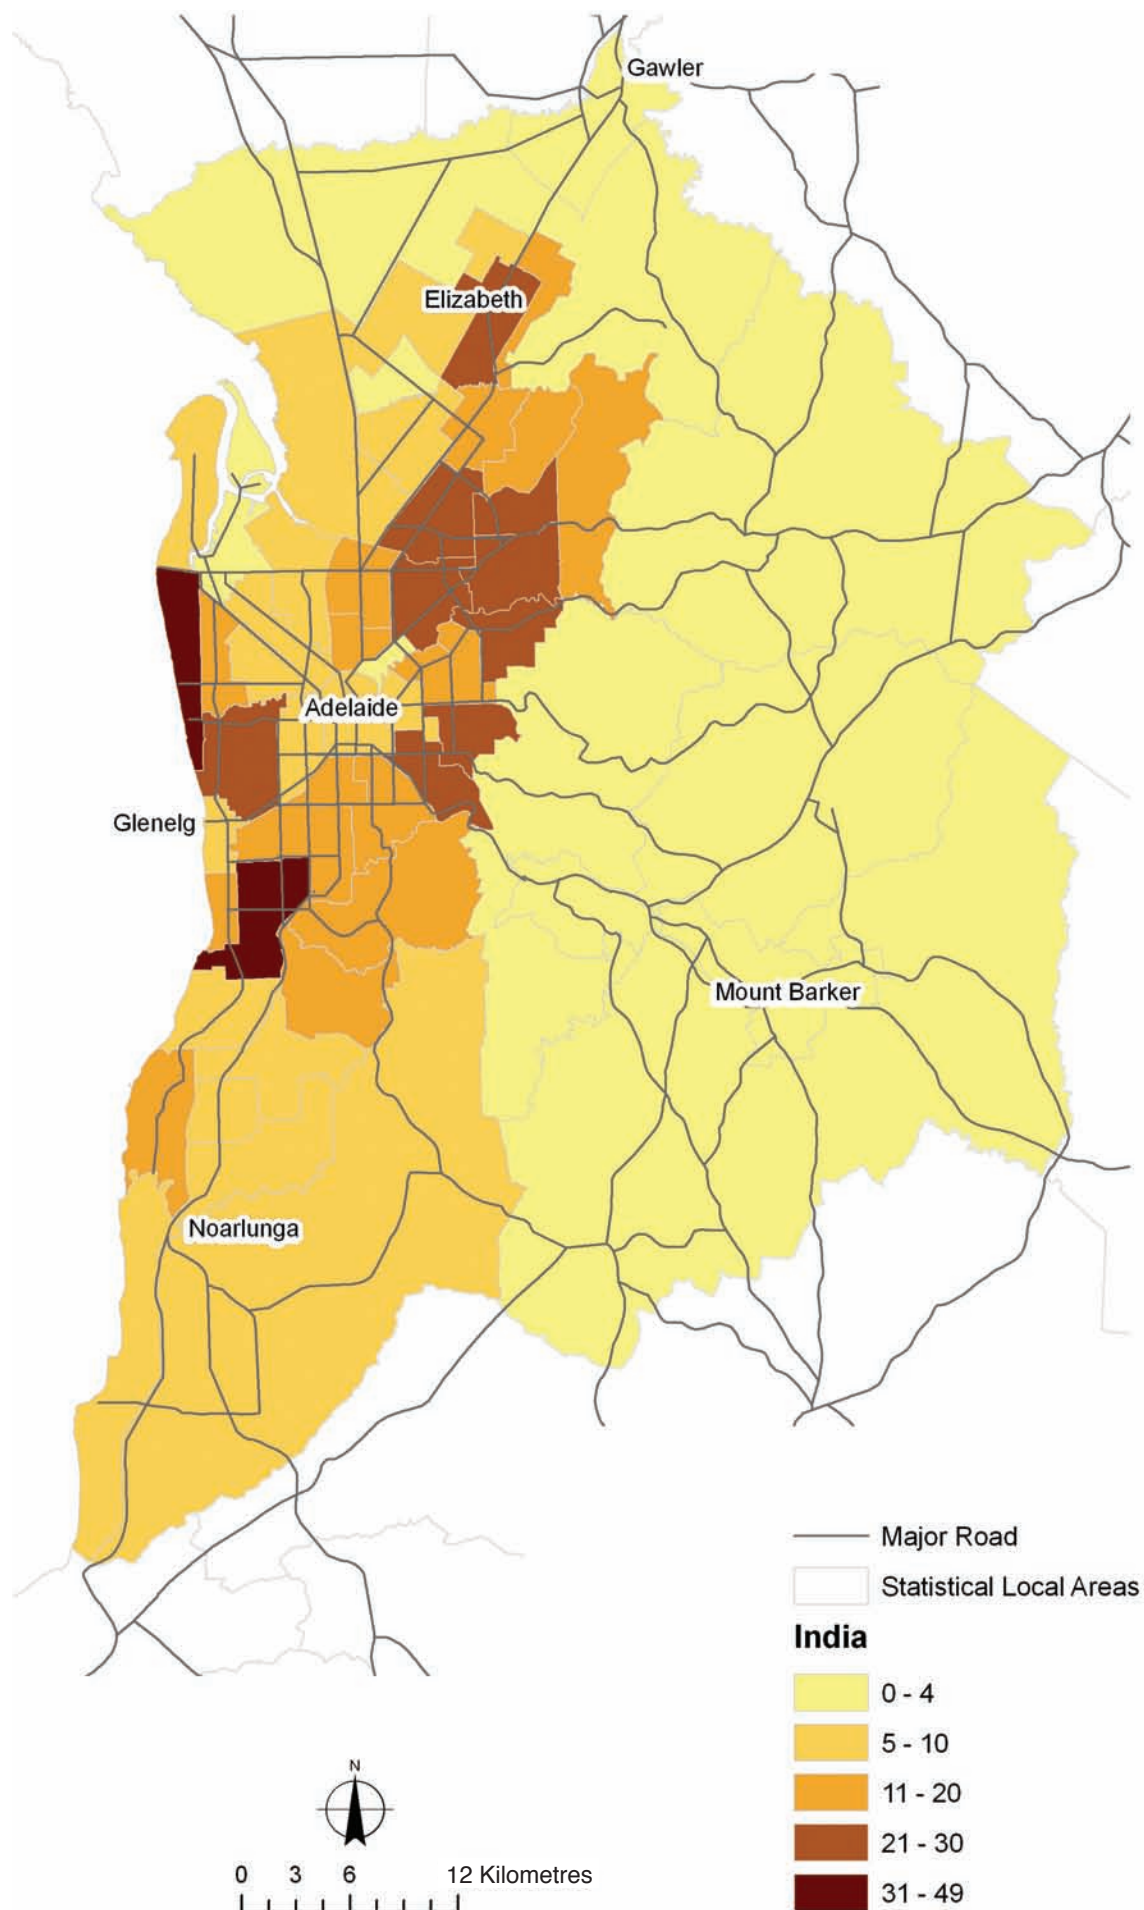 Gawler
Elizabeth
Adelaide
Glenelg
Mount Barker
Noarlunga
Major Road
Statistical Local Areas
India
0 - 4
5 - 10
11 - 20
21 - 30
31 - 49
N
0 3 6 12 Kilometres